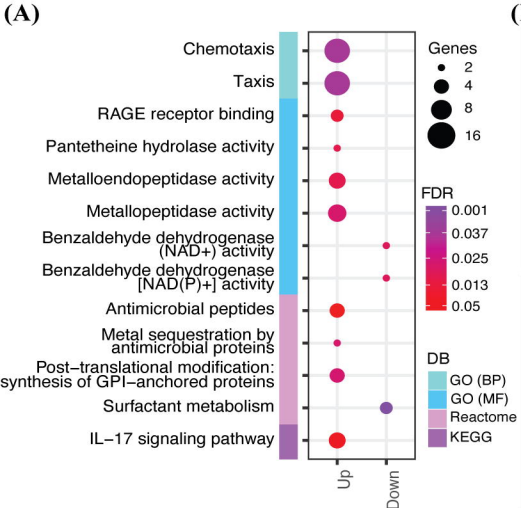 (A)
Chemotaxis
Taxis
RAGE receptor binding
Pantetheine hydrolase activity
Metalloendopeptidase activity
Metallopeptidase activity
Benzaldehyde dehydrogenase
(NAD+) activity
Benzaldehyde dehydrogenase
[NAD(P)+] activity
Antimicrobial peptides
Metal sequestration by
antimicrobial proteins
Post-translational modification:
synthesis of GPI-anchored proteins
Surfactant metabolism
IL-17 signaling pathway
Up
Down
Genes
2
4
8
16
FDR
0.001
0.037
0.025
0.013
0.05
DB
GO (BP)
GO (MF)
Reactome
KEGG